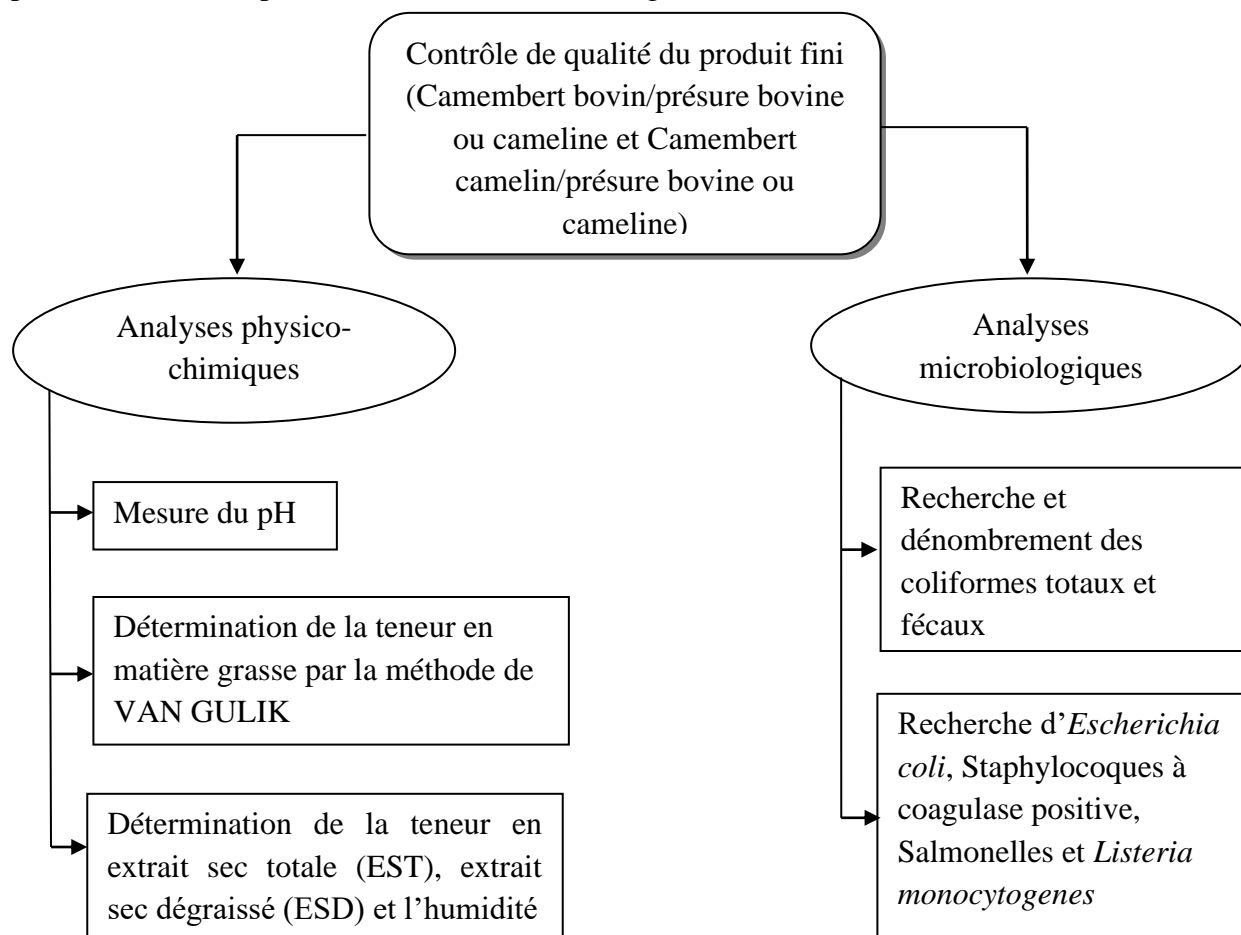 Contrôle de qualité du produit fini
(Camembert bovin/présure bovine
ou cameline et Camembert
camelin/présure bovine ou
cameline)
Analyses physico-
chimiques
Mesure du pH
Détermination de la teneur en
matière grasse par la méthode de
VAN GULIK
Détermination de la teneur en
extrait sec totale (EST), extrait
sec dégraissé (ESD) et l’humidité
Analyses
microbiologiques
Recherche et
dénombrement des
coliformes totaux et
fécaux
Recherche d’Escherichia
coli, Staphylocoques à
coagulase positive,
Salmonelles et Listeria
monocytogenes